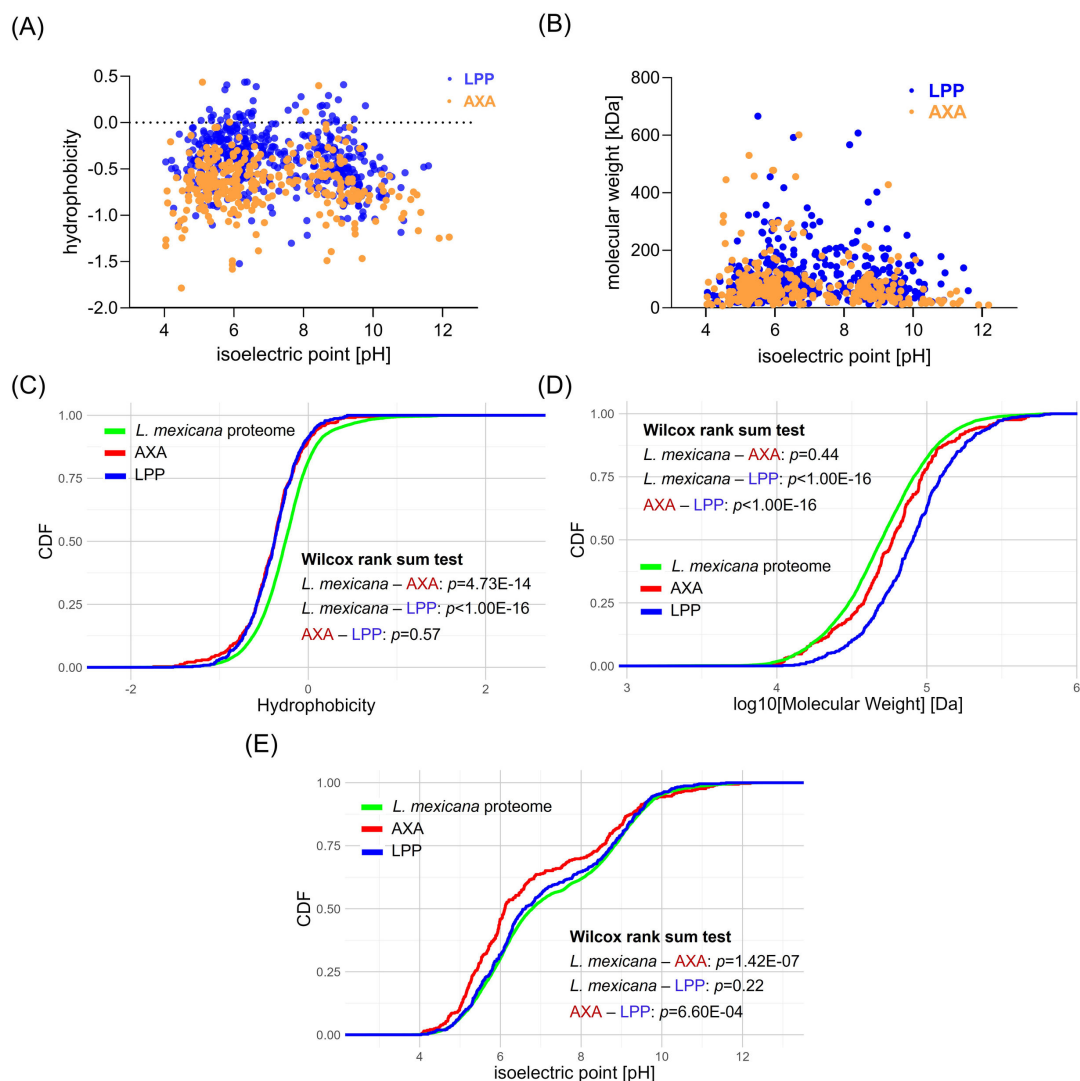 (A)
0.5
0.0
-0.5
-1.0
-1.5
-2.0
hydrophobicity
LPP
AXA
4 6 8 10 12
isoelectric point [pH]
(B)
800
600
400
200
0
molecular weight [kDa]
LPP
AXA
4 6 8 10 12
isoelectric point [pH]
(C)
1.00
0.75
0.50
0.25
0.00
CDF
L. mexicana proteome
AXA
LPP
Wilcox rank sum test
L. mexicana – AXA: p=4.73E-14
L. mexicana – LPP: p<1.00E-16
AXA – LPP: p=0.57
-2 0 2
Hydrophobicity
(D)
1.00
0.75
0.50
0.25
0.00
CDF
Wilcox rank sum test
L. mexicana – AXA: p=0.44
L. mexicana – LPP: p<1.00E-16
AXA – LPP: p<1.00E-16
L. mexicana proteome
AXA
LPP
3 4 5 6
log10[Molecular Weight] [Da]
(E)
1.00
0.75
0.50
0.25
0.00
CDF
L. mexicana proteome
AXA
LPP
Wilcox rank sum test
L. mexicana – AXA: p=1.42E-07
L. mexicana – LPP: p=0.22
AXA – LPP: p=6.60E-04
4 6 8 10 12
isoelectric point [pH]